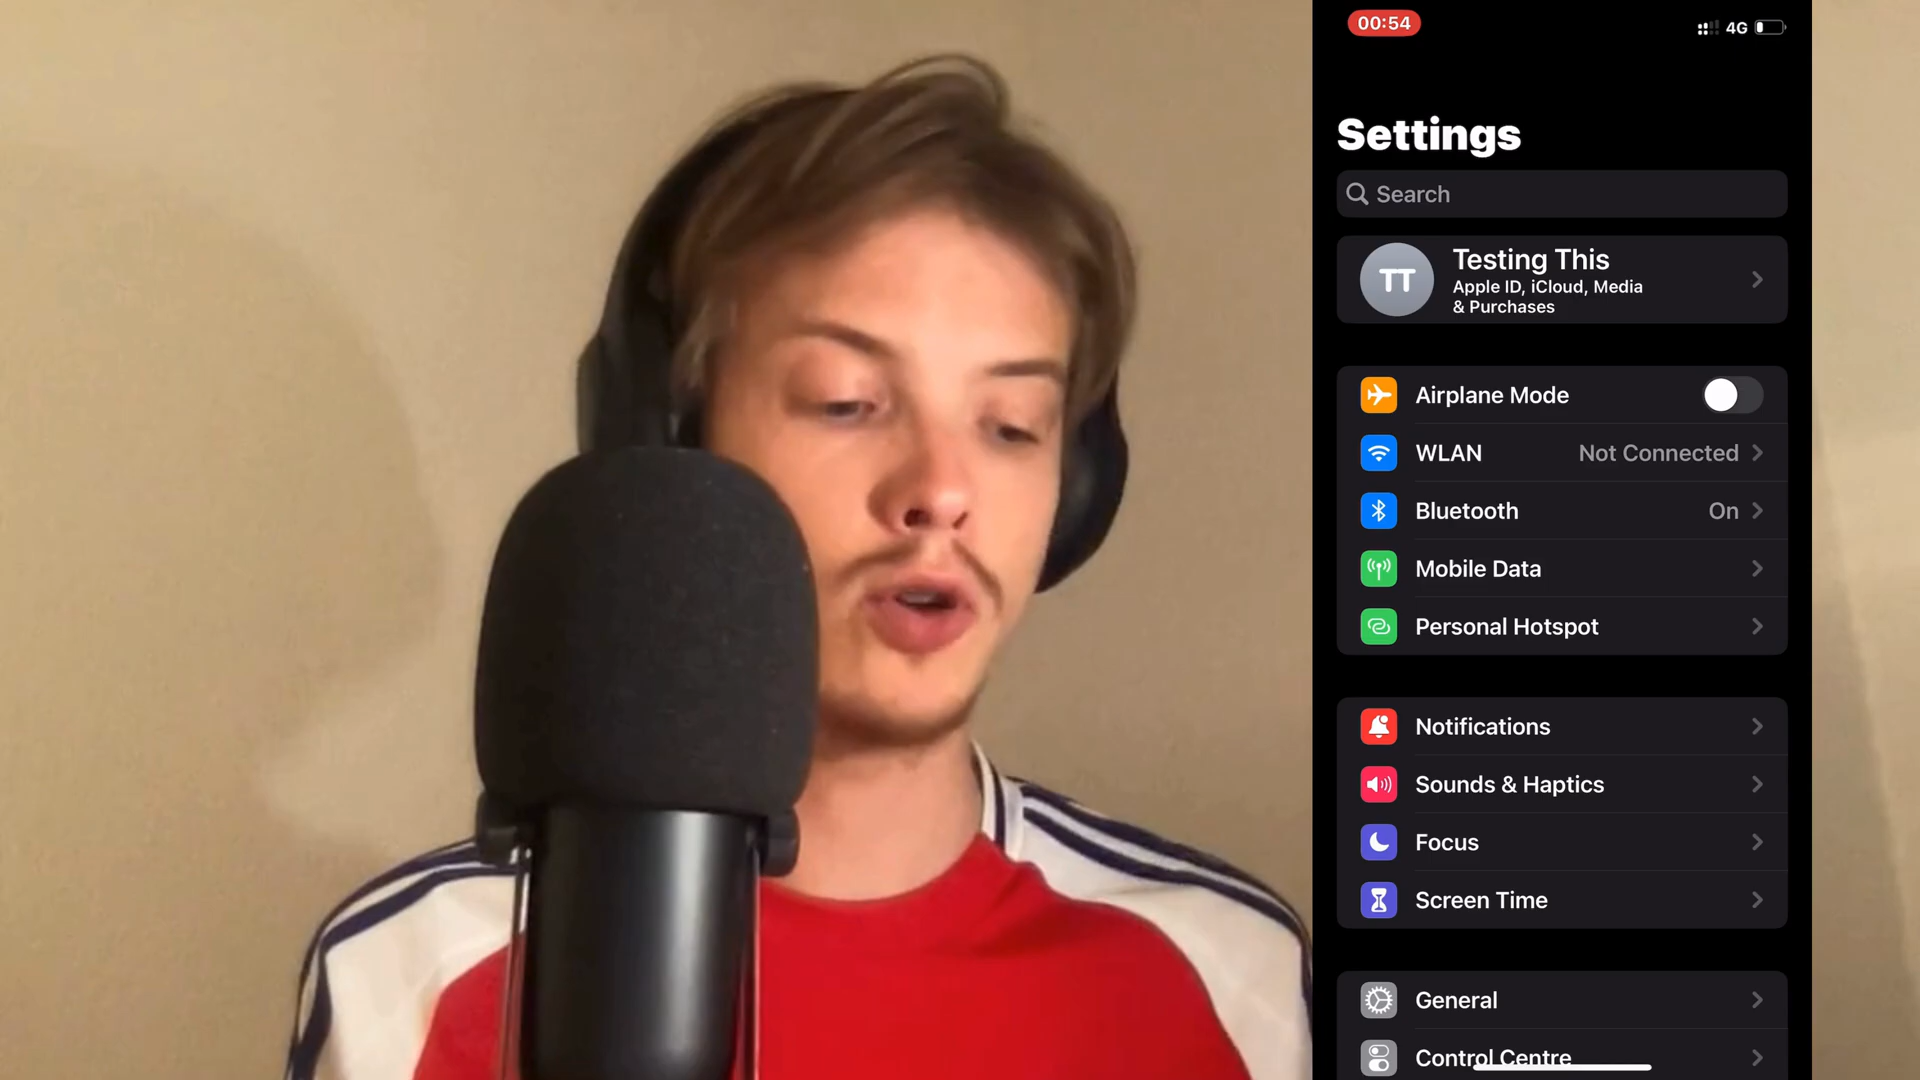 00:54
4G
Settings
Search
TT
Testing This
Apple ID, iCloud, Media
& Purchases
Airplane Mode
WLAN Not Connected
Bluetooth On
Mobile Data
Personal Hotspot
Notifications
Sounds & Haptics
Focus
Screen Time
General
Control Centre